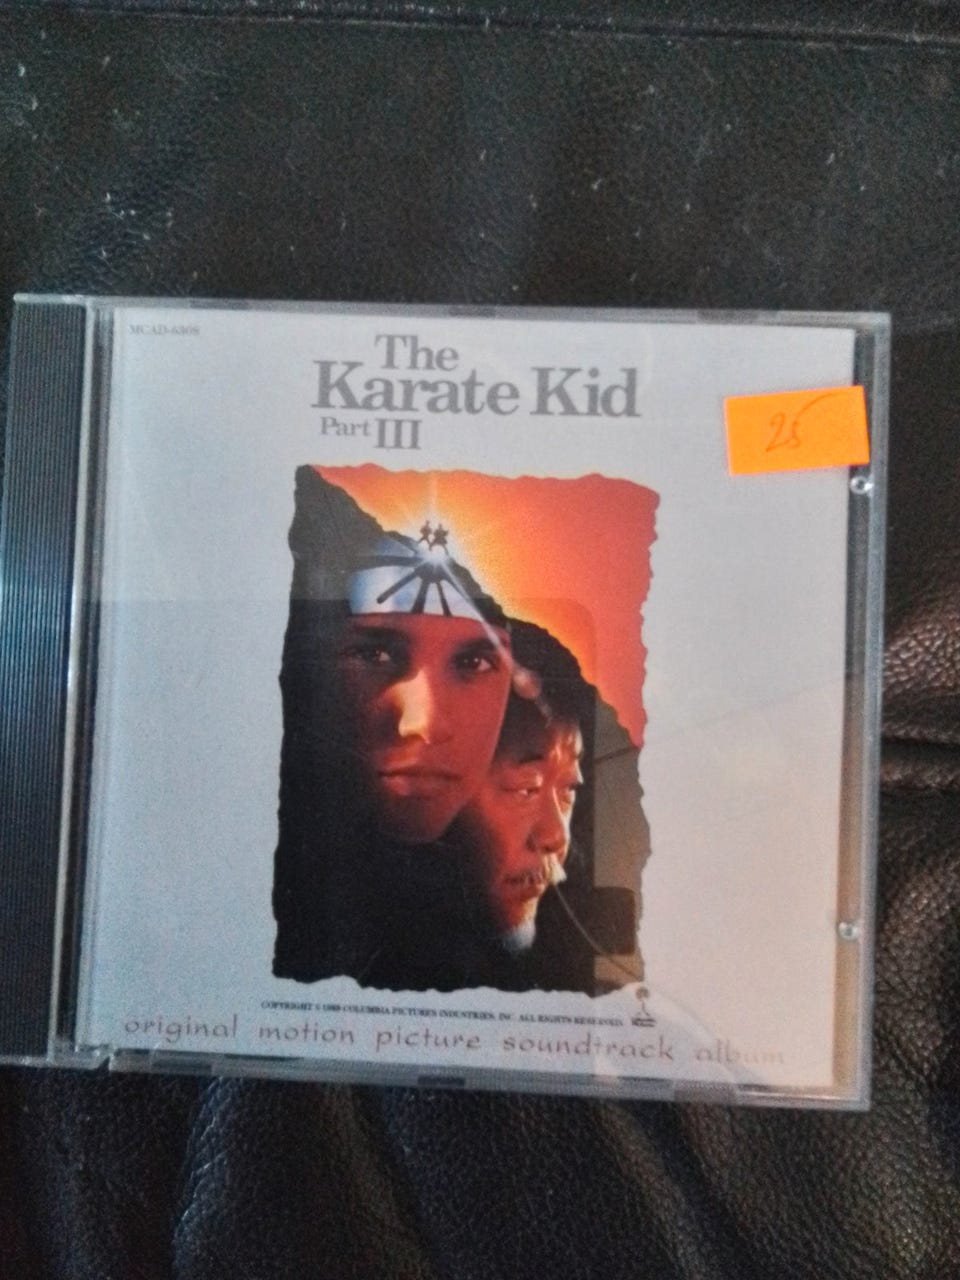 MCAD-6308
The
Karate Kid
Part III
25
COPYRIGHT © 1989 COLUMBIA PICTURES INDUSTRIES, INC. ALL RIGHTS RESERVED.
original motion picture soundtrack album